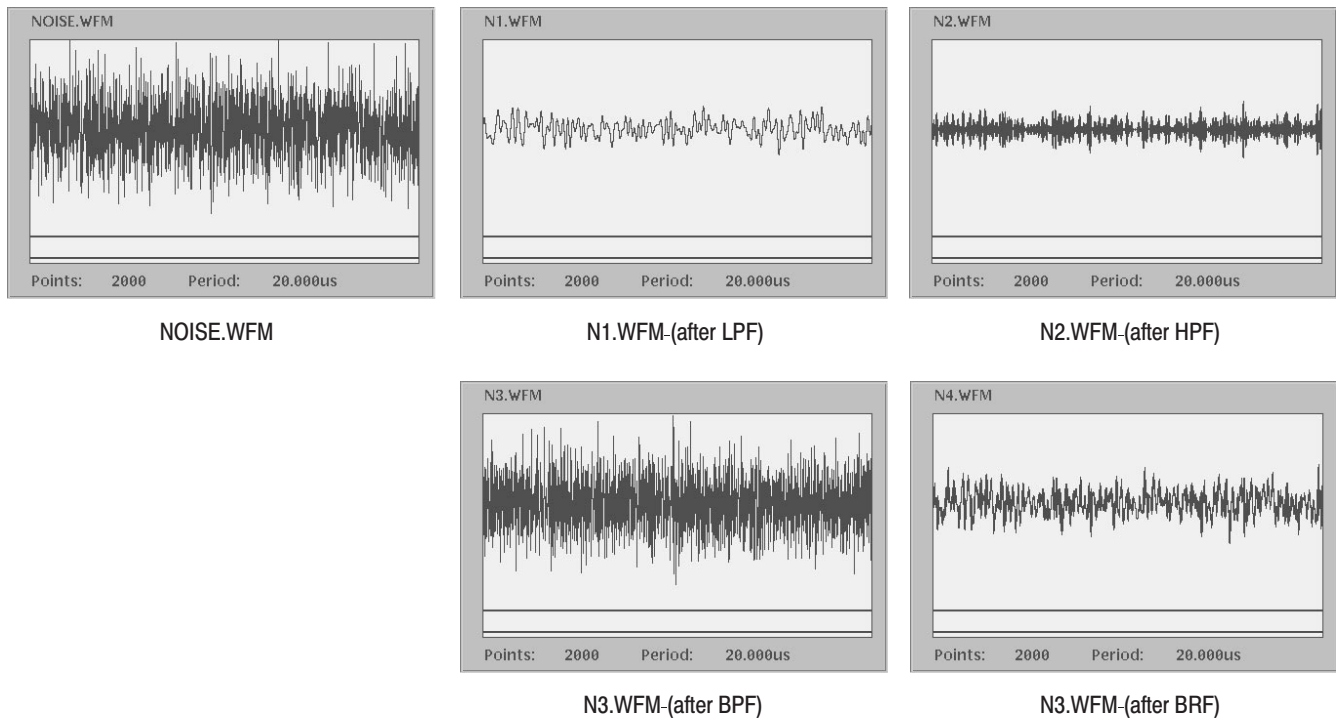 NOISE.WFM
Points: 2000 Period: 20.000us
NOISE.WFM
N1.WFM
Points: 2000 Period: 20.000us
N1.WFM-(after LPF)
N2.WFM
Points: 2000 Period: 20.000us
N2.WFM-(after HPF)
N3.WFM
Points: 2000 Period: 20.000us
N3.WFM-(after BPF)
N4.WFM
Points: 2000 Period: 20.000us
N3.WFM-(after BRF)